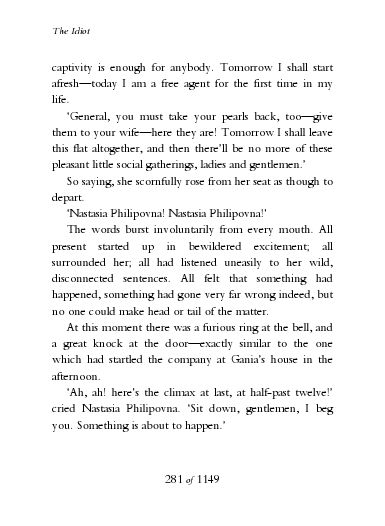 The Idiot
captivity is enough for anybody. Tomorrow I shall start
afresh—today I am a free agent for the first time in my
life.
'General, you must take your pearls back, too—give
them to your wife—here they are! Tomorrow I shall leave
this flat altogether, and then there'll be no more of these
pleasant little social gatherings, ladies and gentlemen.'
So saying, she scornfully rose from her seat as though to
depart.
'Nastasia Philipovna! Nastasia Philipovna!'
The words burst involuntarily from every mouth. All
present started up in bewildered excitement; all
surrounded her; all had listened uneasily to her wild,
disconnected sentences. All felt that something had
happened, something had gone very far wrong indeed, but
no one could make head or tail of the matter.
At this moment there was a furious ring at the bell, and
a great knock at the door—exactly similar to the one
which had startled the company at Gania's house in the
afternoon.
'Ah, ah! here's the climax at last, at half-past twelve!'
cried Nastasia Philipovna. 'Sit down, gentlemen, I beg
you. Something is about to happen.'
281 of 1149